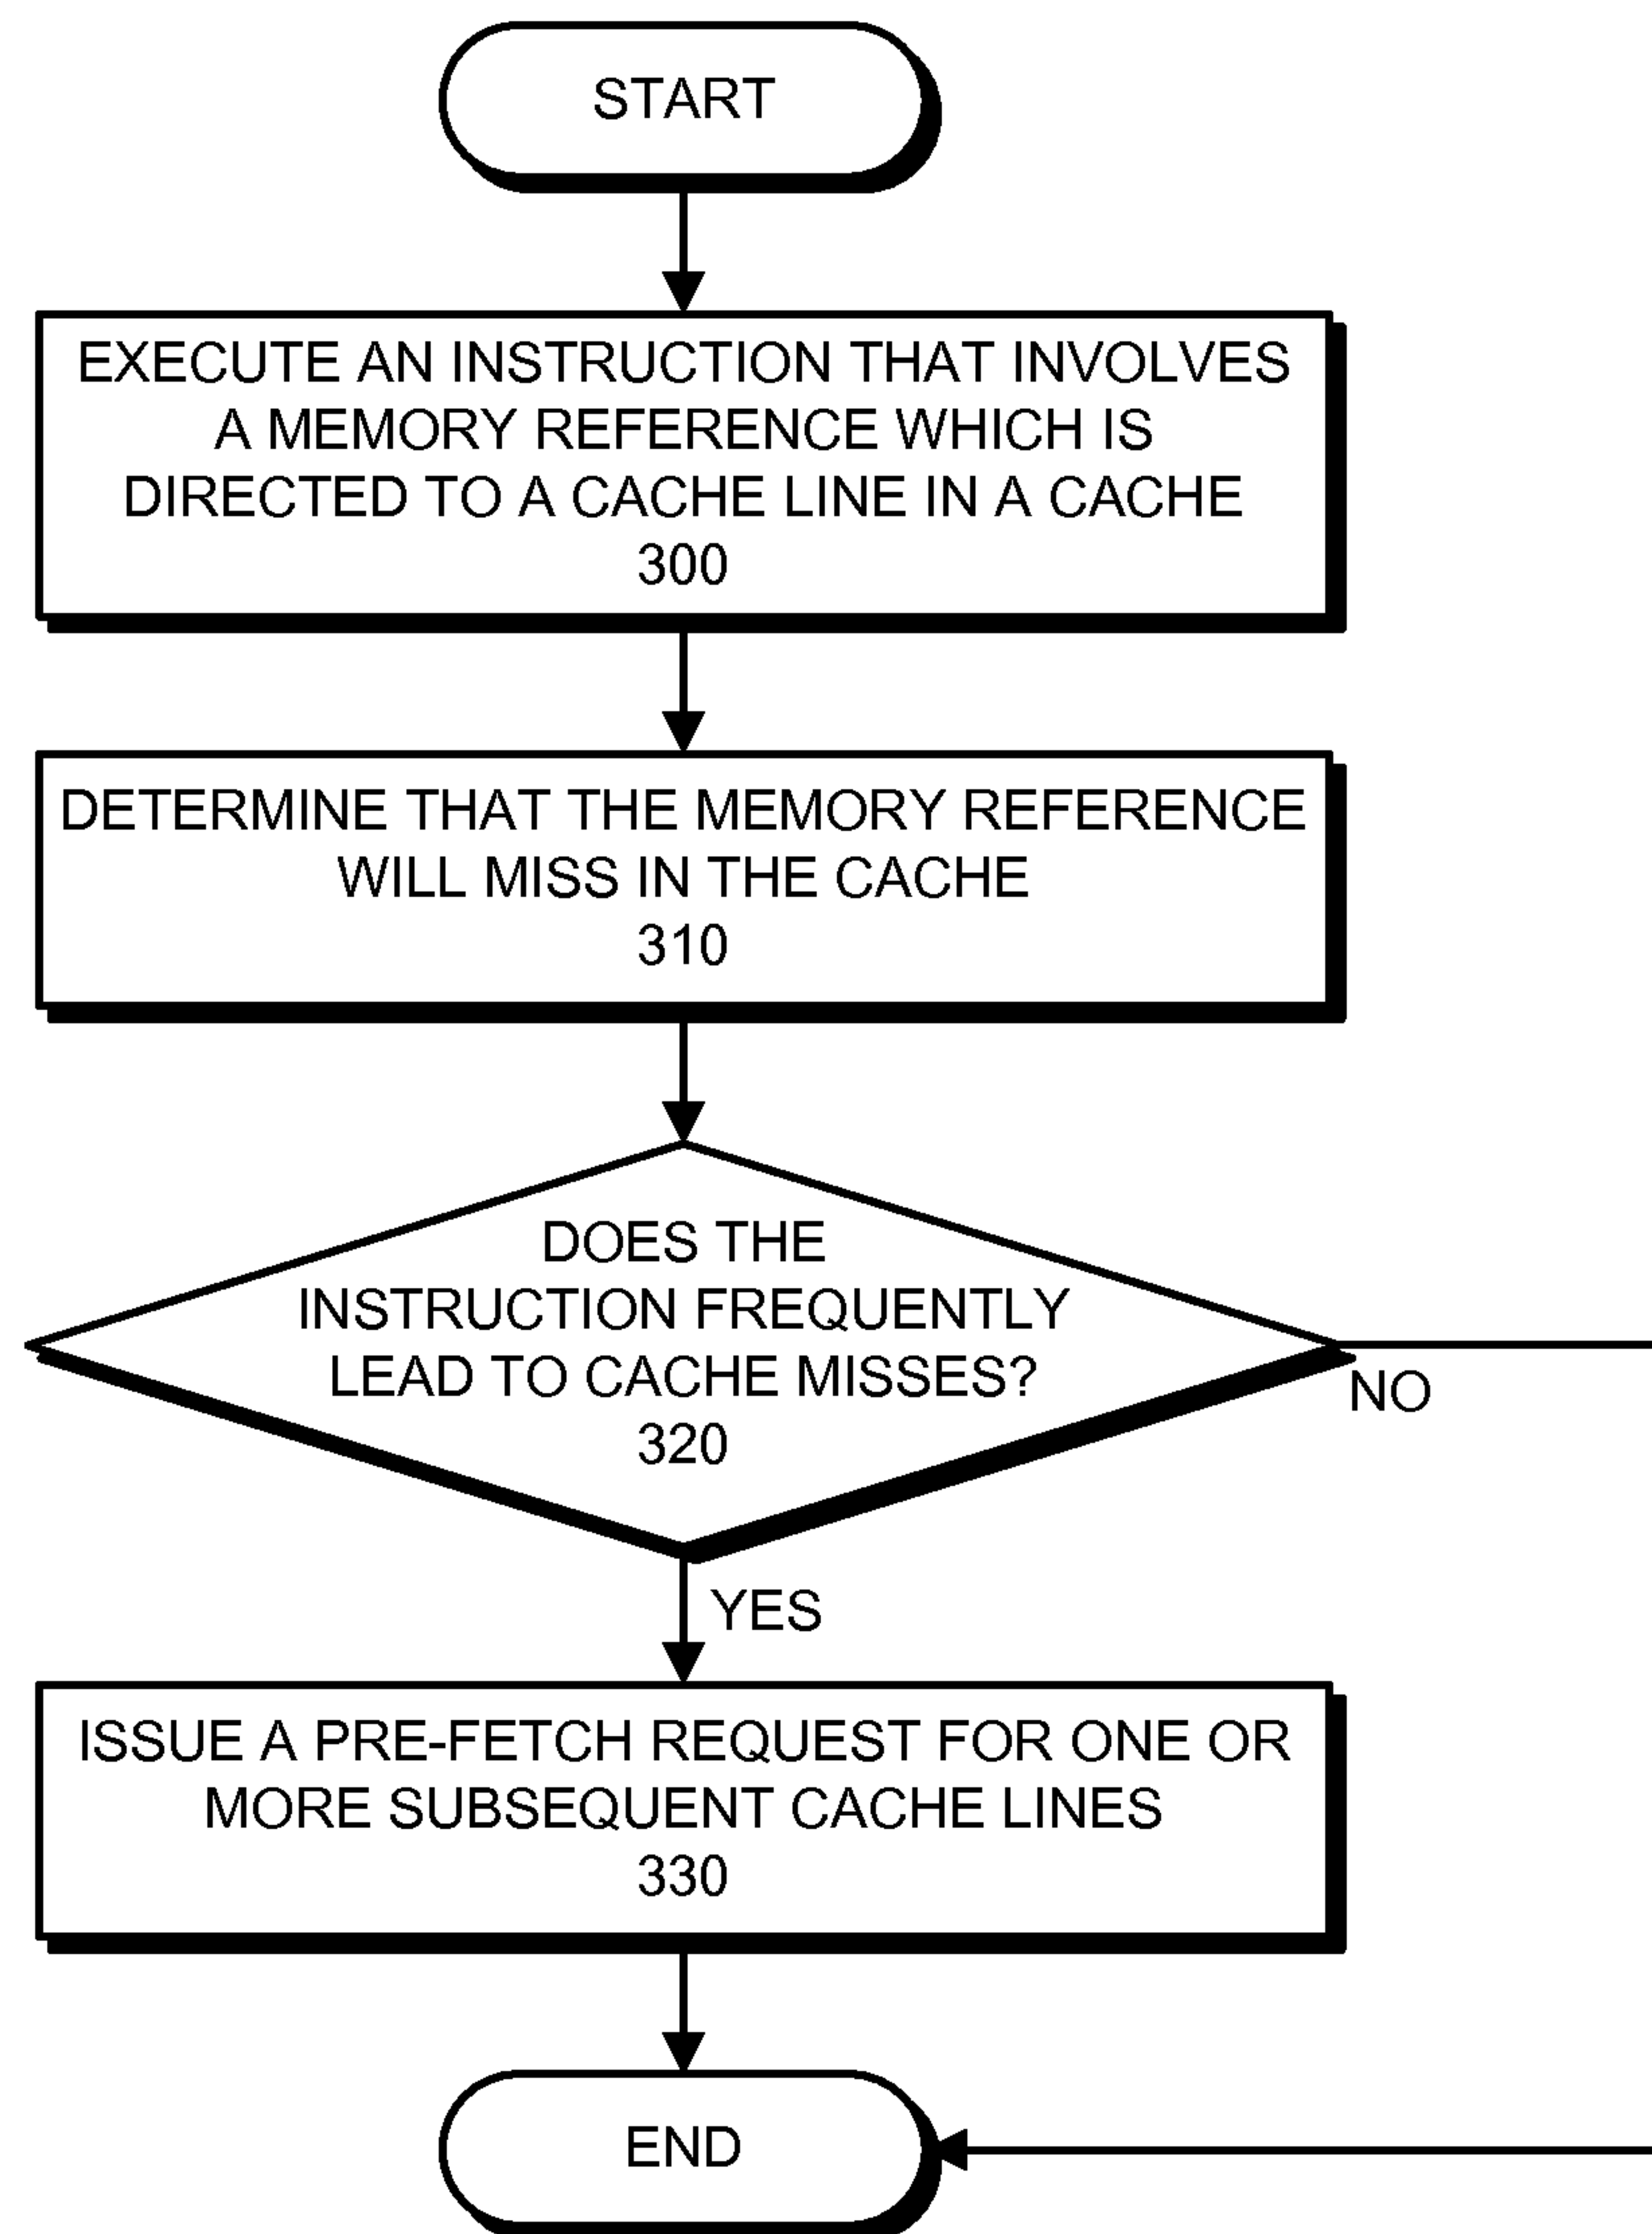 START
EXECUTE AN INSTRUCTION THAT INVOLVES
A MEMORY REFERENCE WHICH IS
DIRECTED TO A CACHE LINE IN A CACHE
300
DETERMINE THAT THE MEMORY REFERENCE
WILL MISS IN THE CACHE
310
DOES THE
INSTRUCTION FREQUENTLY
LEAD TO CACHE MISSES?
320
NO
YES
ISSUE A PRE-FETCH REQUEST FOR ONE OR
MORE SUBSEQUENT CACHE LINES
330
END